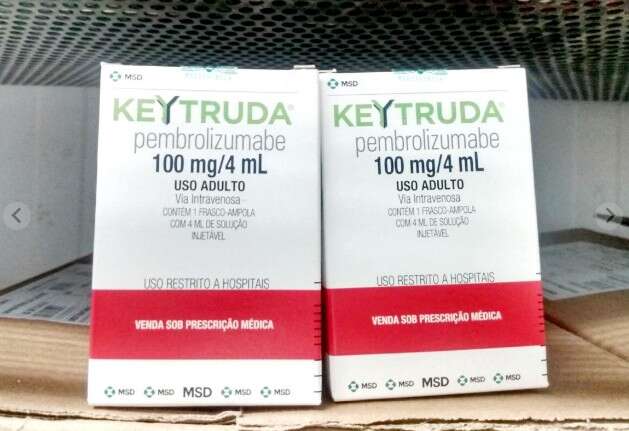 MSD
KEYTRUDA®
pembrolizumabe
100 mg/4 mL
USO ADULTO
Via Intravenosa
CONTÉM 1 FRASCO-AMPOLA
COM 4 ML DE SOLUÇÃO
INJETÁVEL
USO RESTRITO A HOSPITAIS
VENDA SOB PRESCRIÇÃO MÉDICA
MSD MSD MSD MSD MSD
MSD
KEYTRUDA®
pembrolizumabe
100 mg/4 mL
USO ADULTO
Via Intravenosa
CONTÉM 1 FRASCO-AMPOLA
COM 4 ML DE SOLUÇÃO
INJETÁVEL
USO RESTRITO A HOSPITAIS
VENDA SOB PRESCRIÇÃO MÉDICA
MSD MSD MSD MSD MSD